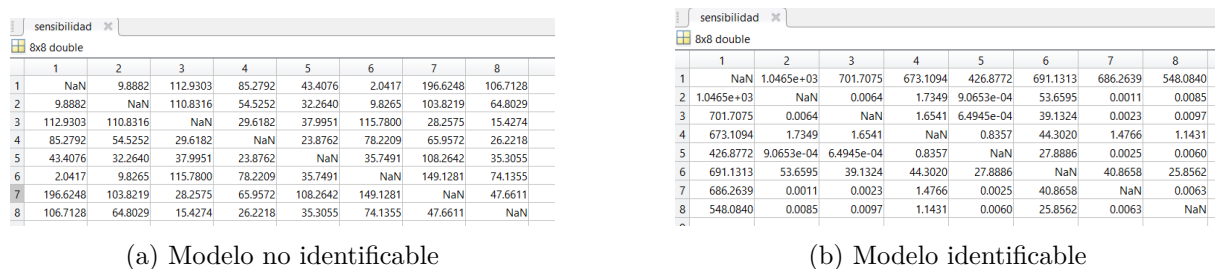 sensibilidad
8x8 double
1 2 3 4 5 6 7 8
1 NaN 9.8882 112.9303 85.2792 43.4076 2.0417 196.6248 106.7128
2 9.8882 NaN 110.8316 54.5252 32.2640 9.8265 103.8219 64.8029
3 112.9303 110.8316 NaN 29.6182 37.9951 115.7800 28.2575 15.4274
4 85.2792 54.5252 29.6182 NaN 23.8762 78.2209 65.9572 26.2218
5 43.4076 32.2640 37.9951 23.8762 NaN 35.7491 108.2642 35.3055
6 2.0417 9.8265 115.7800 78.2209 35.7491 NaN 149.1281 74.1355
7 196.6248 103.8219 28.2575 65.9572 108.2642 149.1281 NaN 47.6611
8 106.7128 64.8029 15.4274 26.2218 35.3055 74.1355 47.6611 NaN
(a) Modelo no identificable
sensibilidad
8x8 double
1 2 3 4 5 6 7 8
1 NaN 1.0465e+03 701.7075 673.1094 426.8772 691.1313 686.2639 548.0840
2 1.0465e+03 NaN 0.0064 1.7349 9.0653e-04 53.6595 0.0011 0.0085
3 701.7075 0.0064 NaN 1.6541 6.4945e-04 39.1324 0.0023 0.0097
4 673.1094 1.7349 1.6541 NaN 0.8357 44.3020 1.4766 1.1431
5 426.8772 9.0653e-04 6.4945e-04 0.8357 NaN 27.8886 0.0025 0.0060
6 691.1313 53.6595 39.1324 44.3020 27.8886 NaN 40.8658 25.8562
7 686.2639 0.0011 0.0023 1.4766 0.0025 40.8658 NaN 0.0063
8 548.0840 0.0085 0.0097 1.1431 0.0060 25.8562 0.0063 NaN
(b) Modelo identificable